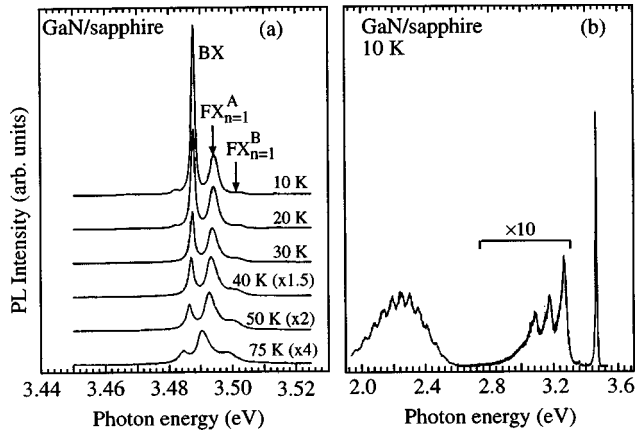 GaN/sapphire (a)
BX
FX^A_{n=1}
FX^B_{n=1}
10 K
20 K
30 K
40 K (x1.5)
50 K (x2)
75 K (x4)
PL Intensity (arb. units)
3.44 3.46 3.48 3.50 3.52
Photon energy (eV)
GaN/sapphire (b)
10 K
×10
2.0 2.4 2.8 3.2 3.6
Photon energy (eV)